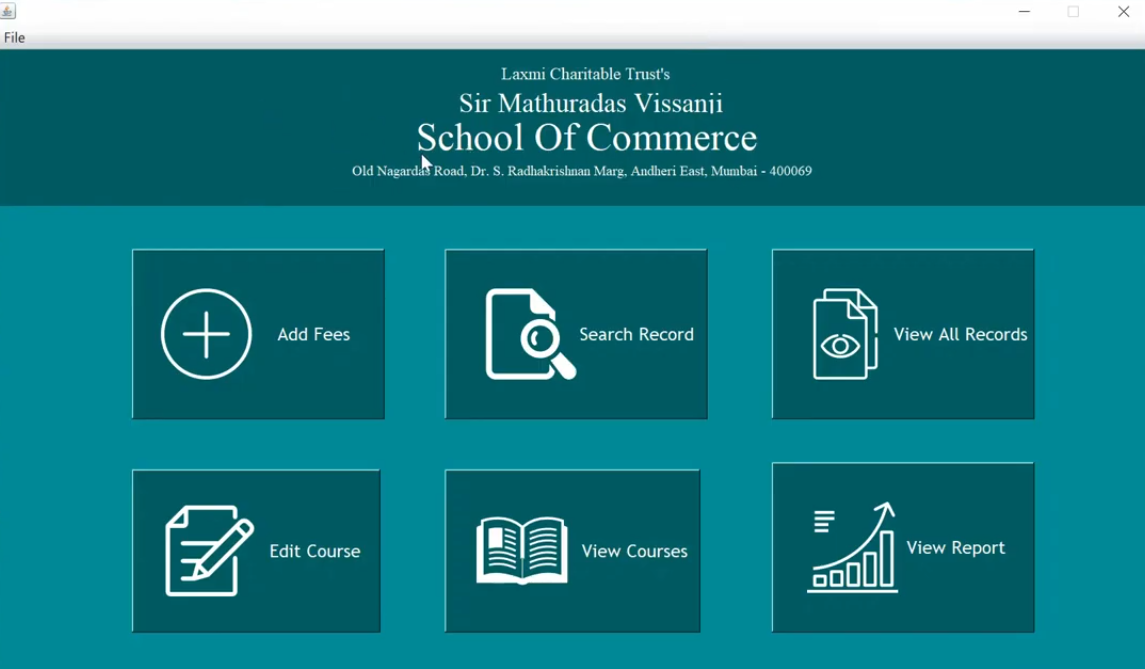 File
Laxmi Charitable Trust's
Sir Mathuradas Vissanji
School Of Commerce
Old Nagardas Road, Dr. S. Radhakrishnan Marg, Andheri East, Mumbai - 400069
Add Fees
Search Record
View All Records
Edit Course
View Courses
View Report